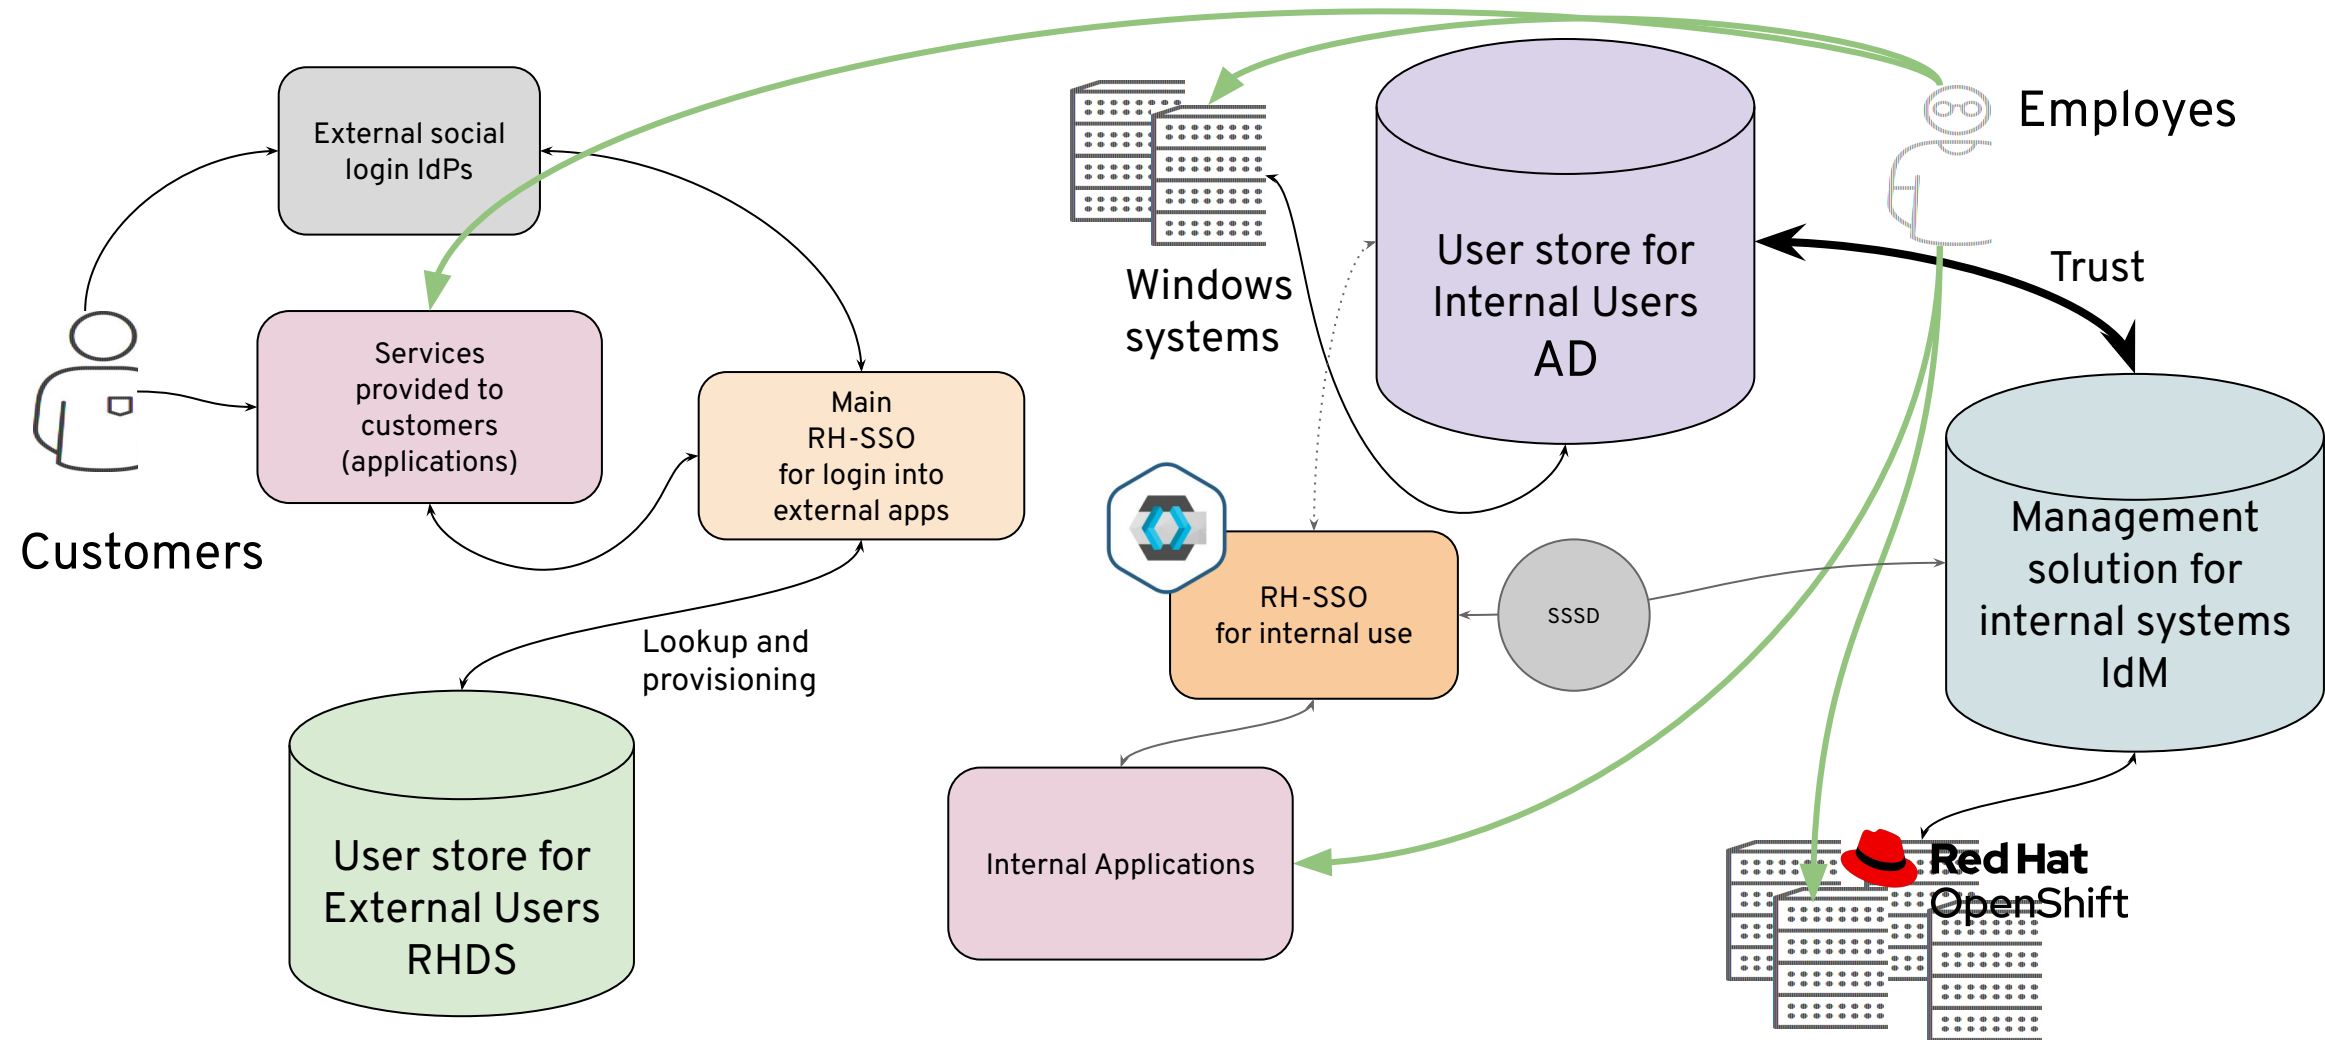 External social
login IdPs
Services
provided to
customers
(applications)
Customers
Main
RH-SSO
for login into
external apps
Lookup and
provisioning
User store for
External Users
RHDS
Windows
systems
User store for
Internal Users
AD
Employes
Trust
RH-SSO
for internal use
SSSD
Management
solution for
internal systems
IdM
Internal Applications
Red Hat
OpenShift